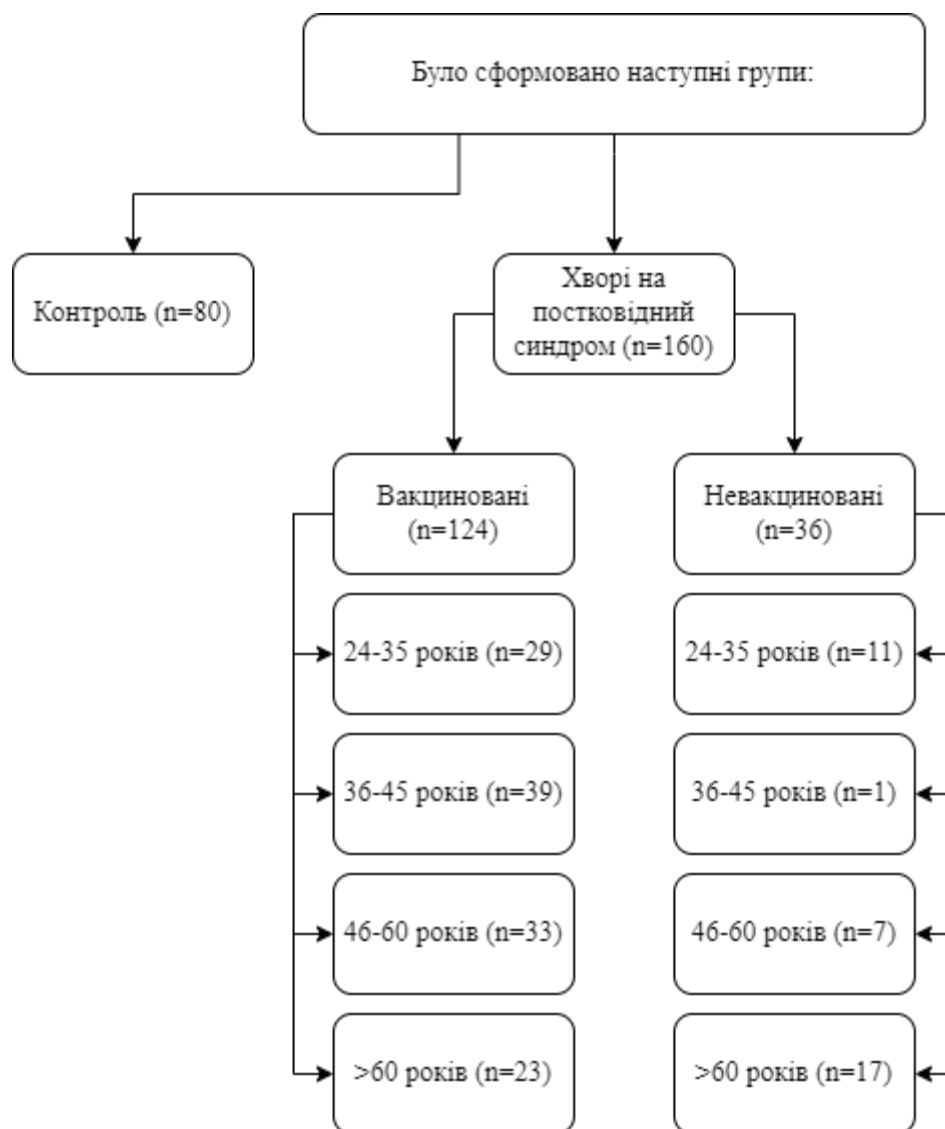 Було сформовано наступні групи:
Контроль (n=80)
Хворі на
постковідний
синдром (n=160)
Вакциновані
(n=124)
Невакциновані
(n=36)
24-35 років (n=29)
24-35 років (n=11)
36-45 років (n=39)
36-45 років (n=1)
46-60 років (n=33)
46-60 років (n=7)
>60 років (n=23)
>60 років (n=17)